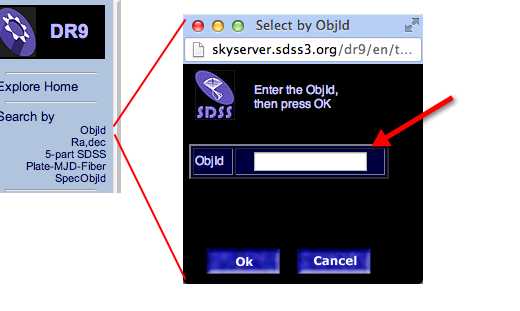 DR9
Explore Home
Search by
ObjId
Ra,dec
5-part SDSS
Plate-MJD-Fiber
SpecObjId
Select by ObjId
skyserver.sdss3.org/dr9/en/t...
SDSS
Enter the ObjId,
then press OK
ObjId
Ok
Cancel